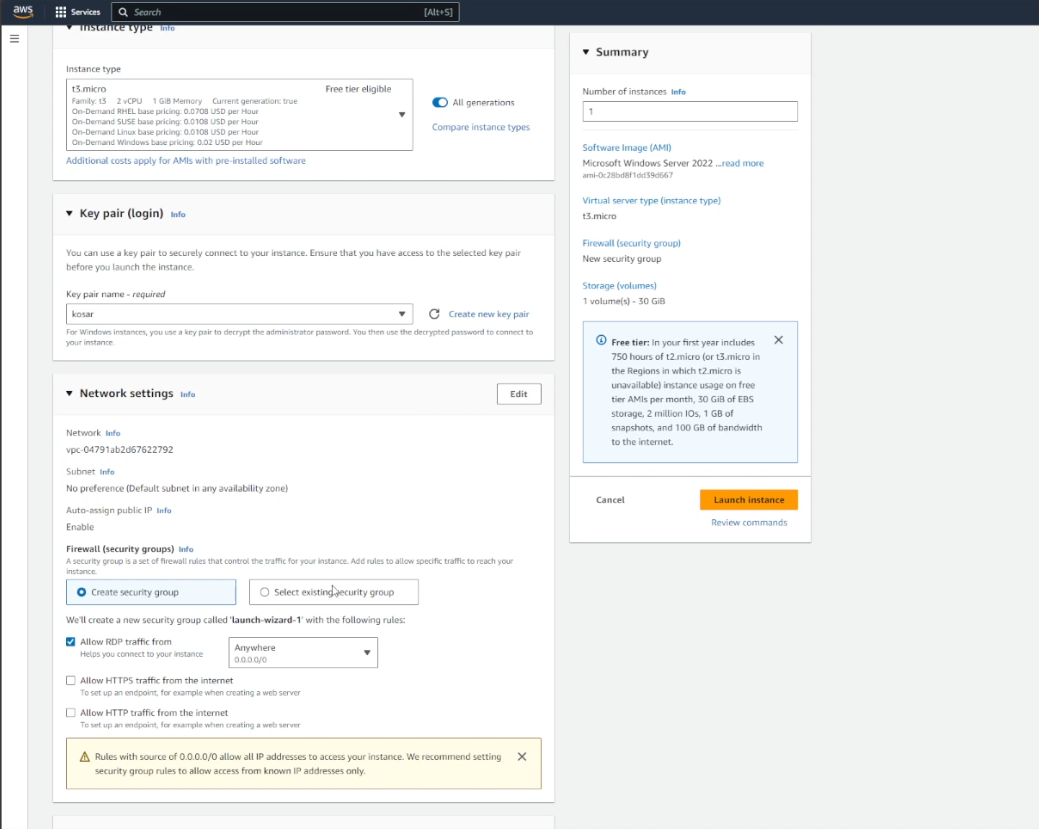 aws
Services
Search
[Alt+S]
Instance type Info
Instance type
t3.micro
Free tier eligible
Family: t3 2 vCPU 1 GiB Memory Current generation: true
On-Demand RHEL base pricing: 0.0708 USD per Hour
On-Demand SUSE base pricing: 0.0108 USD per Hour
On-Demand Linux base pricing: 0.0108 USD per Hour
On-Demand Windows base pricing: 0.02 USD per Hour
All generations
Compare instance types
Additional costs apply for AMIs with pre-installed software
Key pair (login) Info
You can use a key pair to securely connect to your instance. Ensure that you have access to the selected key pair
before you launch the instance.
Key pair name - required
kosar
Create new key pair
For Windows instances, you use a key pair to decrypt the administrator password. You then use the decrypted password to connect to
your instance.
Network settings Info
Edit
Network Info
vpc-04791ab2d67622792
Subnet Info
No preference (Default subnet in any availability zone)
Auto-assign public IP Info
Enable
Firewall (security groups) Info
A security group is a set of firewall rules that control the traffic for your instance. Add rules to allow specific traffic to reach your
instance.
Create security group
Select existing security group
We'll create a new security group called 'launch-wizard-1' with the following rules:
Allow RDP traffic from
Helps you connect to your instance
Anywhere
0.0.0.0/0
Allow HTTPS traffic from the internet
To set up an endpoint, for example when creating a web server
Allow HTTP traffic from the internet
To set up an endpoint, for example when creating a web server
Rules with source of 0.0.0.0/0 allow all IP addresses to access your instance. We recommend setting
security group rules to allow access from known IP addresses only.
Summary
Number of instances Info
1
Software Image (AMI)
Microsoft Windows Server 2022 ...read more
ami-0c28bd8f1dd39d667
Virtual server type (instance type)
t3.micro
Firewall (security group)
New security group
Storage (volumes)
1 volume(s) - 30 GiB
Free tier: In your first year includes
750 hours of t2.micro (or t3.micro in
the Regions in which t2.micro is
unavailable) instance usage on free
tier AMIs per month, 30 GiB of EBS
storage, 2 million IOs, 1 GB of
snapshots, and 100 GB of bandwidth
to the internet.
Cancel
Launch instance
Review commands